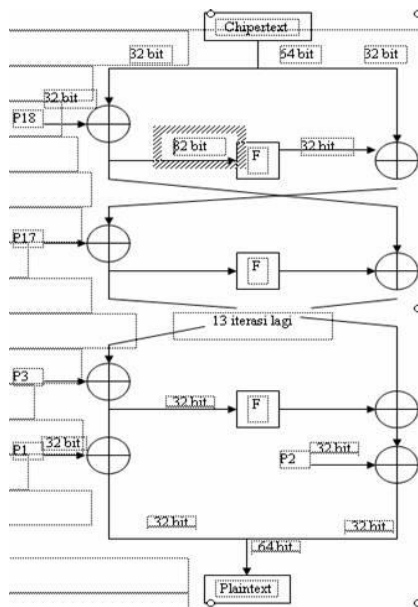 Chipertext
32 bit 64 bit 32 bit
32 bit
P18
32 bit F 32 bit
P17
F
13 iterasi lagi
P3
32 bit F
P1 32 bit 32 bit
P2
32 bit 32 bit
64 bit
Plaintext